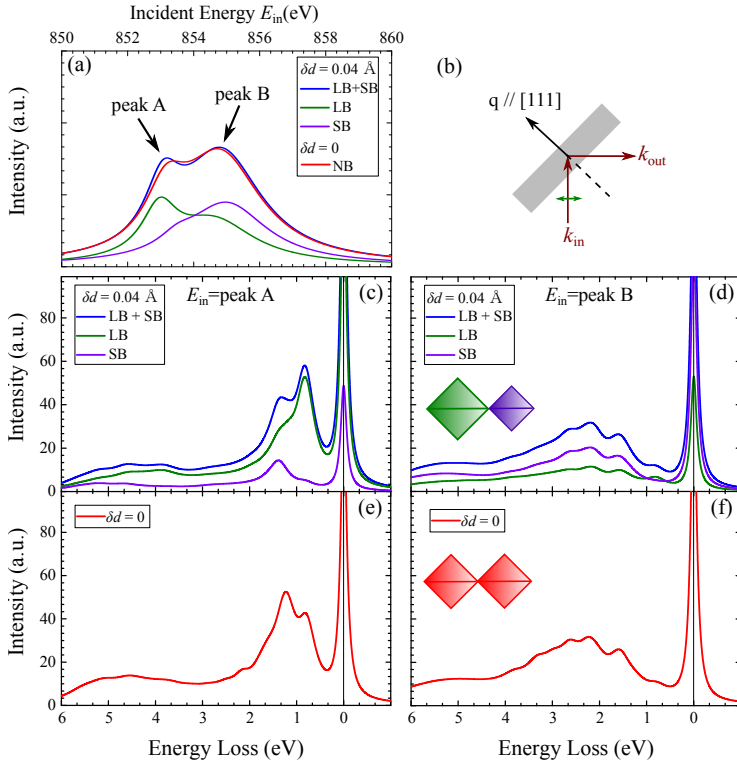 Incident Energy E_in(eV)
850 852 854 856 858 860
(a)
peak A
peak B
δd = 0.04 Å
LB+SB
LB
SB
δd = 0
NB
Intensity (a.u.)
(b)
q // [111]
k_out
k_in
(c)
E_in=peak A
δd = 0.04 Å
LB + SB
LB
SB
Intensity (a.u.)
80
60
40
20
0
(d)
E_in=peak B
δd = 0.04 Å
LB + SB
LB
SB
(e)
δd = 0
Intensity (a.u.)
80
60
40
20
0
6 5 4 3 2 1 0
Energy Loss (eV)
(f)
δd = 0
6 5 4 3 2 1 0
Energy Loss (eV)